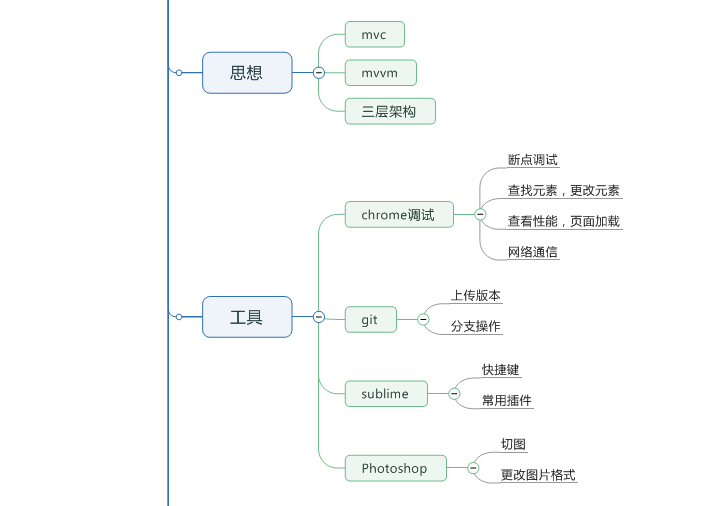 思想
mvc
mvvm
三层架构
工具
chrome调试
断点调试
查找元素，更改元素
查看性能，页面加载
网络通信
git
上传版本
分支操作
sublime
快捷键
常用插件
Photoshop
切图
更改图片格式